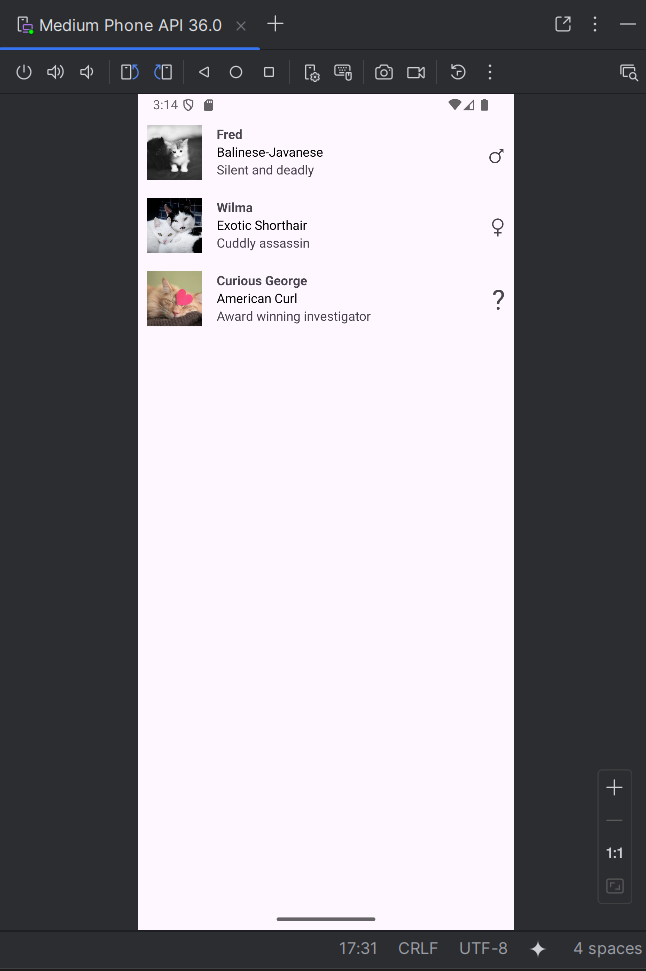 Medium Phone API 36.0
3:14
Fred
Balinese-Javanese
Silent and deadly
♂
Wilma
Exotic Shorthair
Cuddly assassin
♀
Curious George
American Curl
Award winning investigator
?
1:1
17:31 CRLF UTF-8 4 spaces